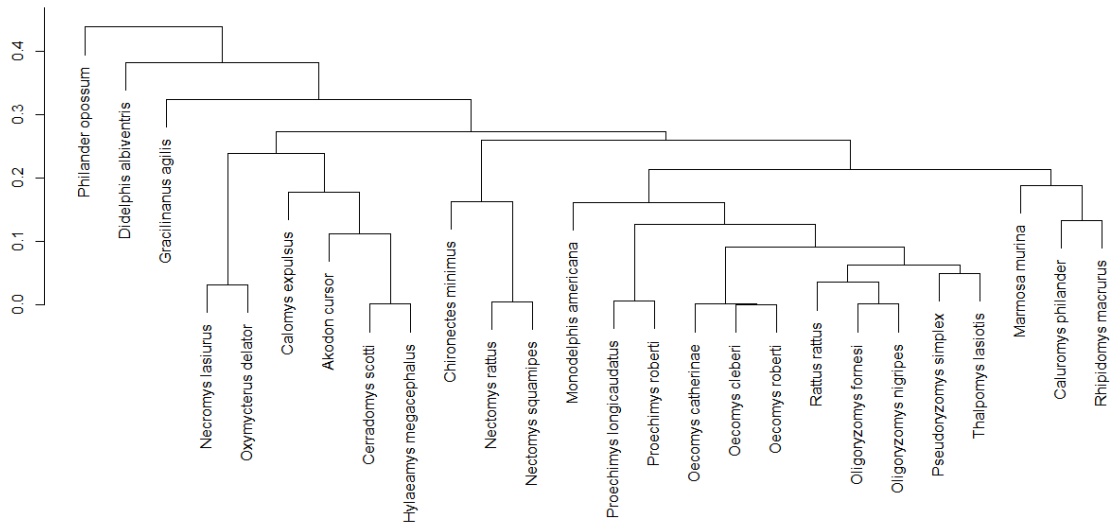 0.4
0.3
0.2
0.1
0.0
Philander opossum
Didelphis albiventris
Gracilinanus agilis
Necromys lasiurus
Oxymycterus delator
Calomys expulsus
Akodon cursor
Cerradomys scotti
Hylaeamys megacephalus
Chironectes minimus
Nectomys rattus
Nectomys squamipes
Monodelphis americana
Proechimys longicaudatus
Proechimys roberti
Oecomys catherinae
Oecomys cleberi
Oecomys roberti
Rattus rattus
Oligoryzomys fornesi
Oligoryzomys nigripes
Pseudoryzomys simplex
Thalpomys lasiotis
Marmosa murina
Caluromys philander
Rhipidomys macrurus